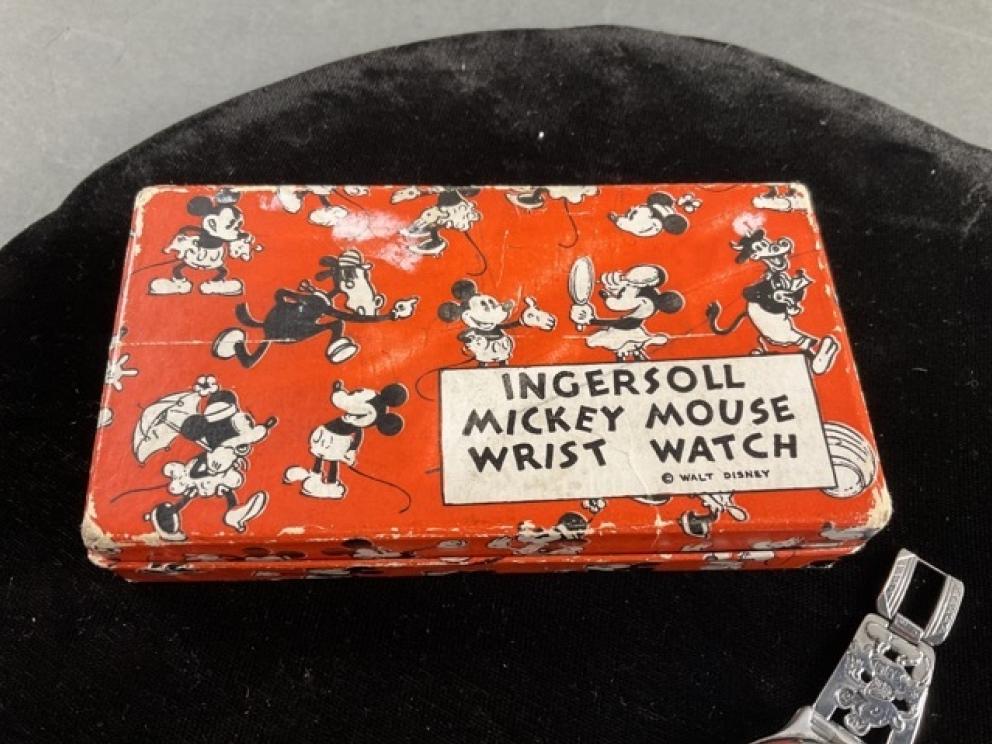 INGERSOLL
MICKEY MOUSE
WRIST WATCH
© WALT DISNEY